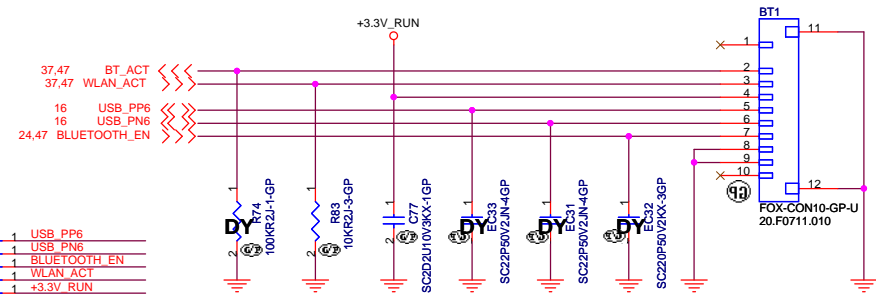 BT1
+3.3V_RUN
11
1
37,47 BT_ACT
2
37,47 WLAN_ACT
3
4
16 USB_PP6
5
16 USB_PN6
6
24,47 BLUETOOTH_EN
7
8
9
10
12
GP
FOX-CON10-GP-U
20.F0711.010
1
2
DY
R74
100KR2J-1-GP
1
2
R83
10KR2J-3-GP
1
2
C77
SC2D2U10V3KX-1GP
1
2
DY
EC33
SC22P50V2JN-4GP
1
2
DY
EC31
SC22P50V2JN-4GP
1
2
DY
EC32
SC220P50V2KX-3GP
1 USB_PP6
1 USB_PN6
1 BLUETOOTH_EN
1 WLAN_ACT
1 +3.3V_RUN